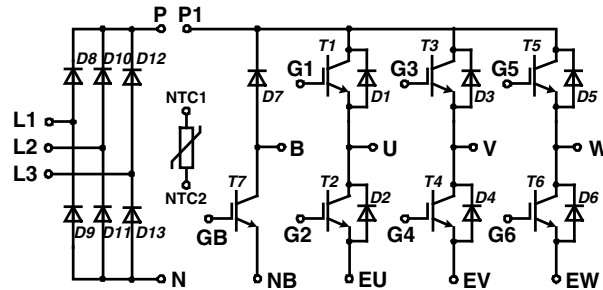 P P1
D8 D10 D12 T1 T3 T5
NTC1 D7 G1 D1 G3 D3 G5 D5
L1
L2 B U V W
L3
NTC2 T7 T2 D2 T4 D4 T6 D6
D9 D11 D13 GB G2 G4 G6
N NB EU EV EW